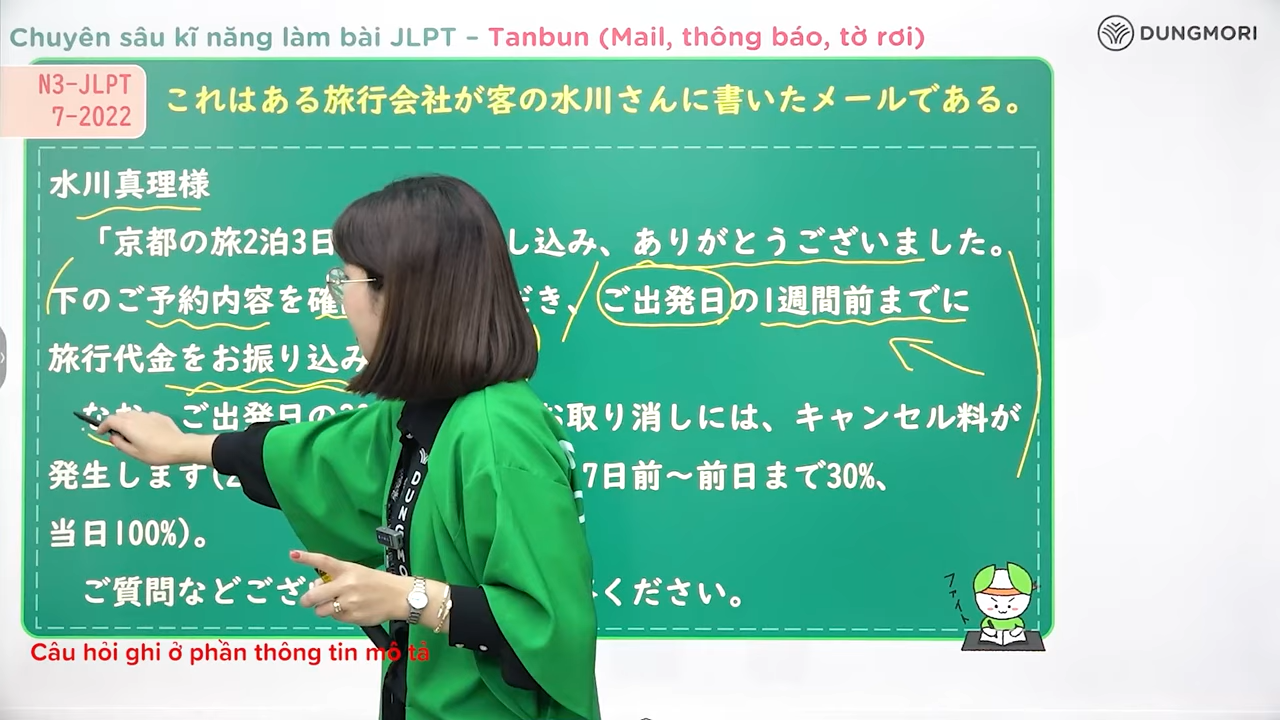 Chuyên sâu kĩ năng làm bài JLPT – Tanbun (Mail, thông báo, tờ rơi)
DUNGMORI
N3-JLPT
7-2022
これはある旅行会社が客の水川さんに書いたメールである。
水川真理様
「京都の旅2泊3日 し込み、ありがとうございました。
下のご予約内容を確 だき、ご出発日の1週間前までに
旅行代金をお振り込み
なお、ご出発日の お取り消しには、キャンセル料が
発生します( 7日前～前日まで30%、
当日100%)。
ご質問などござ ください。
ファイト
Câu hỏi ghi ở phần thông tin mô tả